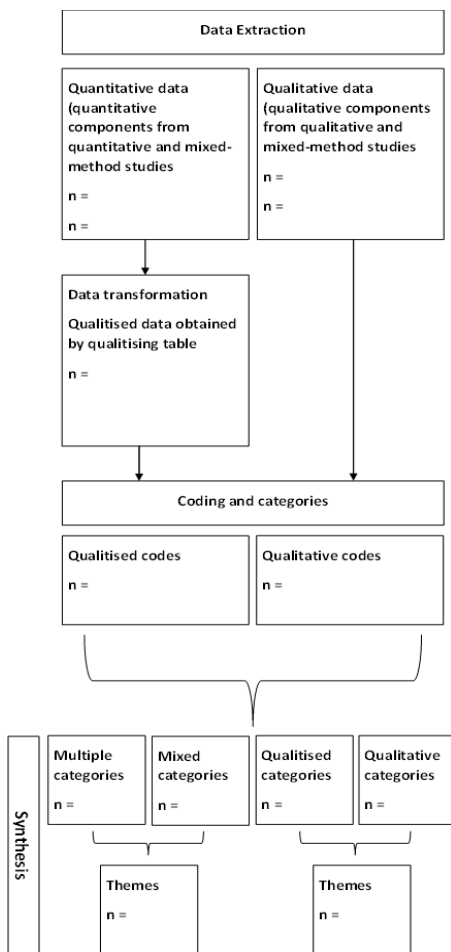 Data Extraction
Quantitative data
(quantitative
components from
quantitative and mixed-
method studies
n =
n =
Qualitative data
(qualitative components
from qualitative and
mixed-method studies
n =
n =
Data transformation
Qualitised data obtained
by qualitising table
n =
Coding and categories
Qualitised codes
n =
Qualitative codes
n =
Synthesis
Multiple
categories
n =
Mixed
categories
n =
Qualitised
categories
n =
Qualitative
categories
n =
Themes
n =
Themes
n =